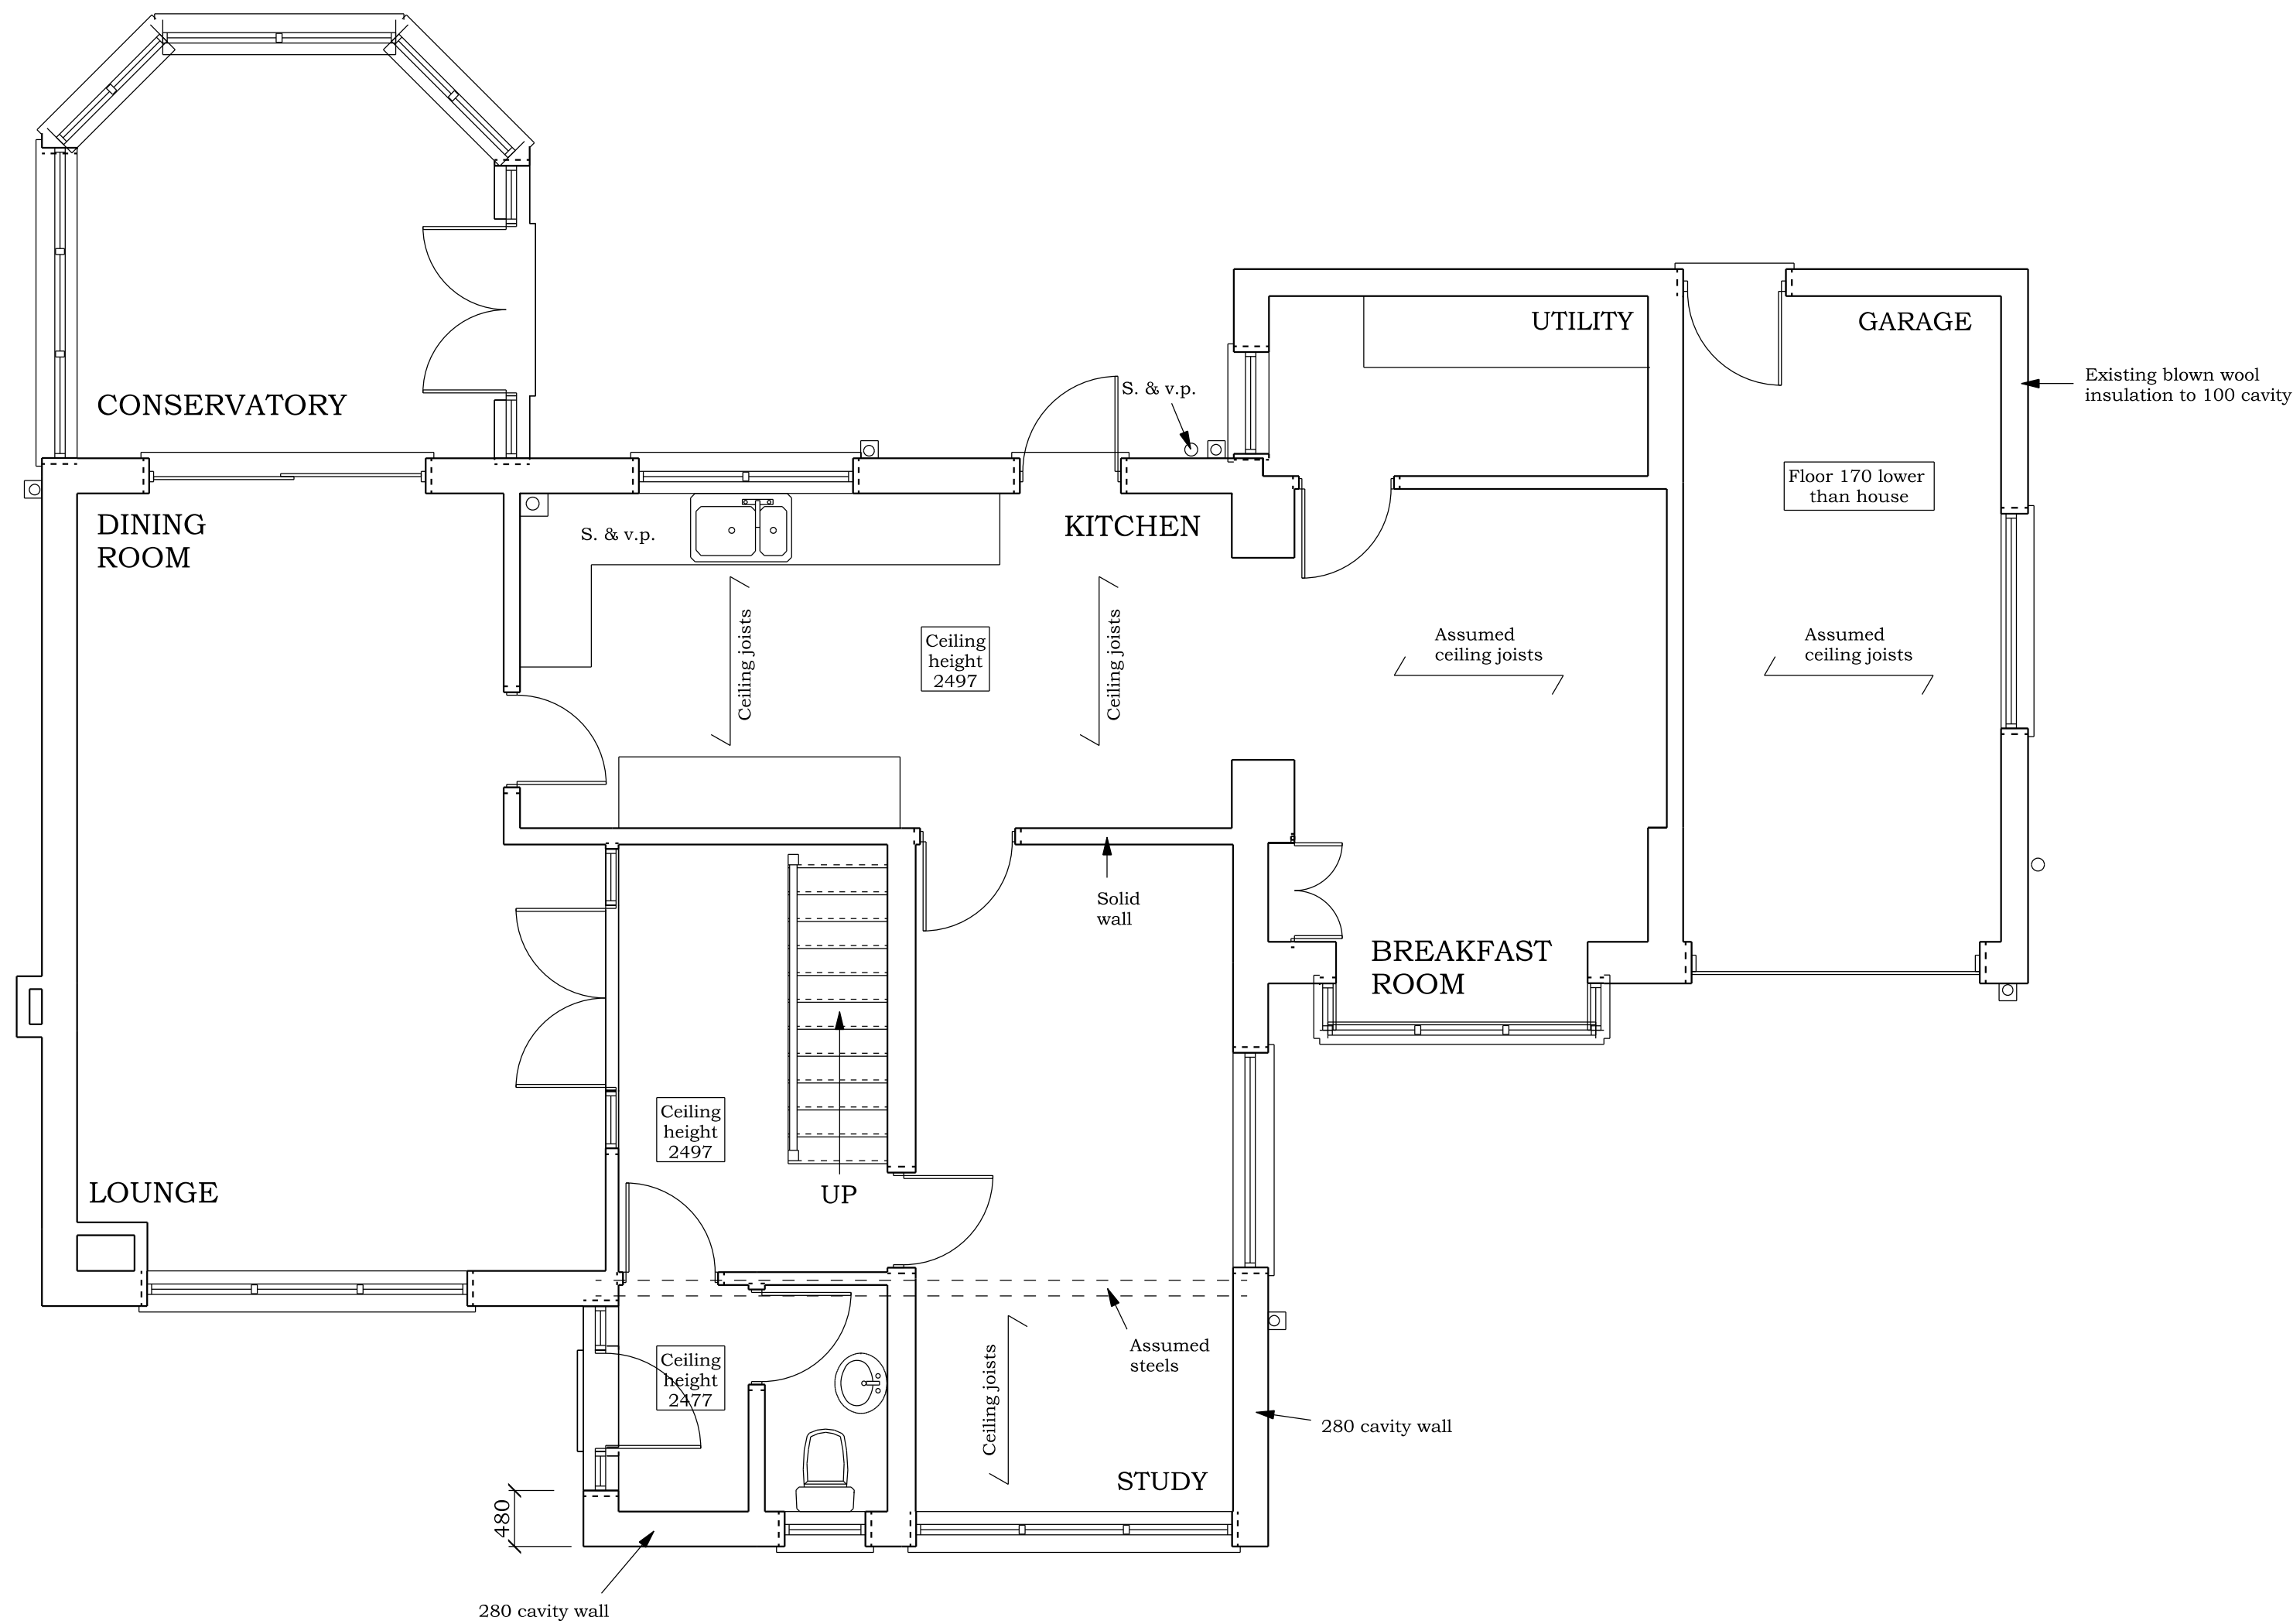 UTILITY
GARAGE
Existing blown wool
insulation to 100 cavity
S. & v.p.
CONSERVATORY
Floor 170 lower
than house
DINING
ROOM
S. & v.p.
KITCHEN
Ceiling joists
Ceiling
height
2497
Ceiling joists
Assumed
ceiling joists
Assumed
ceiling joists
Solid
wall
BREAKFAST
ROOM
Ceiling
height
2497
LOUNGE
UP
Assumed
steels
Ceiling
height
2477
Ceiling joists
280 cavity wall
STUDY
480
280 cavity wall